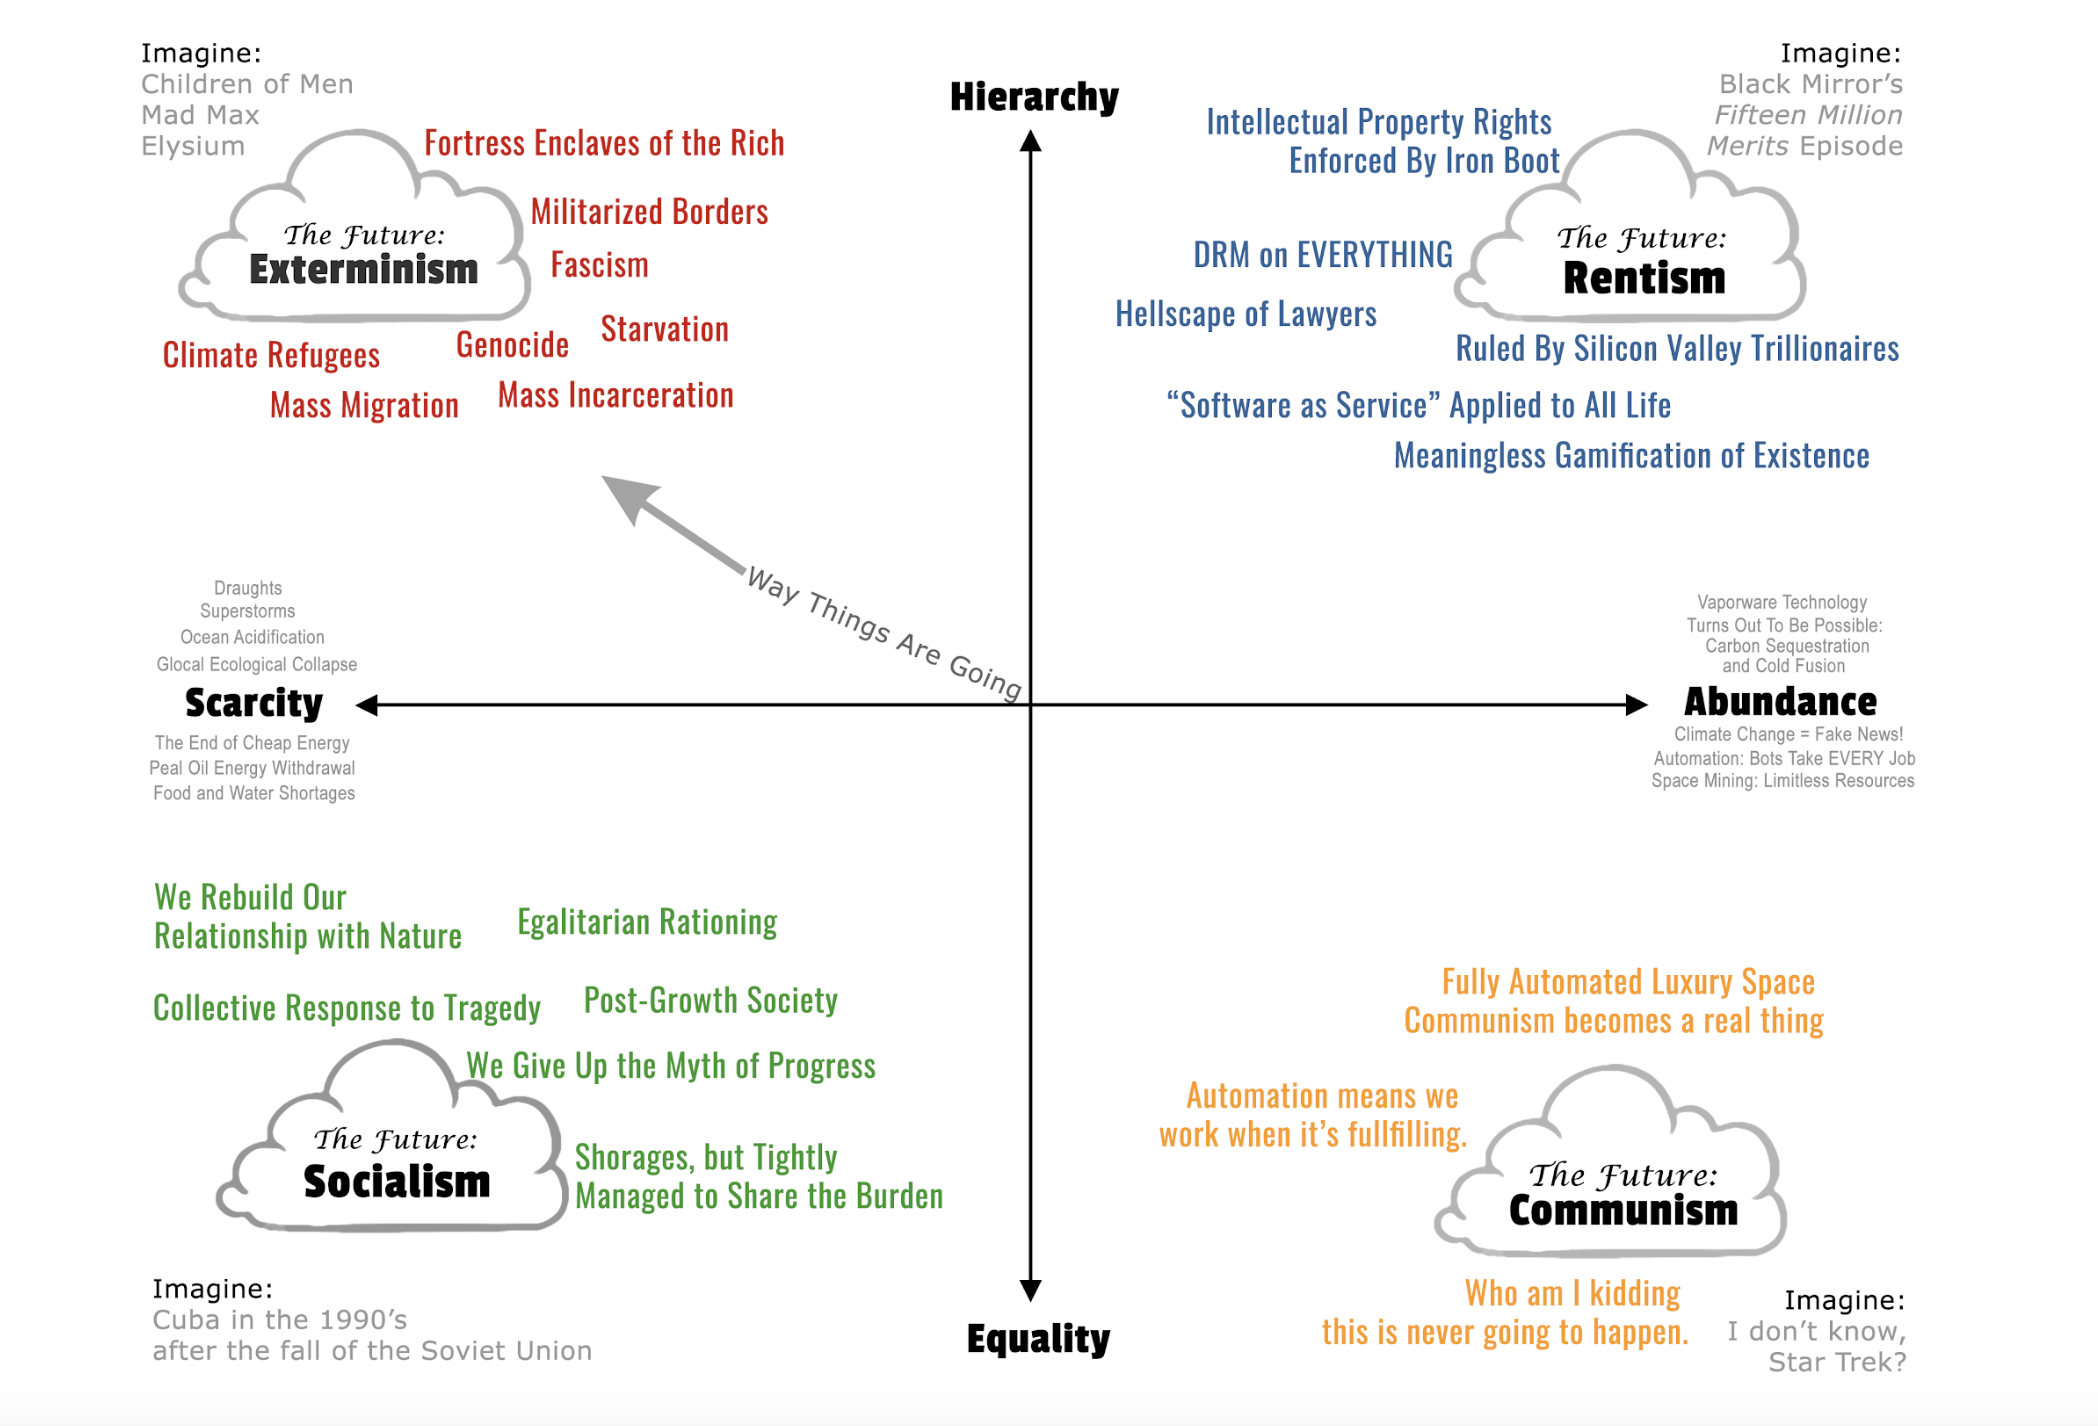 Imagine:
Children of Men
Mad Max
Elysium
Fortress Enclaves of the Rich
Militarized Borders
The Future:
Exterminism
Fascism
Starvation
Genocide
Climate Refugees
Mass Incarceration
Mass Migration
Hierarchy
Imagine:
Black Mirror’s
Fifteen Million
Merits Episode
Intellectual Property Rights
Enforced By Iron Boot
The Future:
Rentism
DRM on EVERYTHING
Hellscape of Lawyers
Ruled By Silicon Valley Trillionaires
“Software as Service” Applied to All Life
Meaningless Gamification of Existence
Way Things Are Going
Draughts
Superstorms
Ocean Acidification
Glocal Ecological Collapse
Scarcity
The End of Cheap Energy
Peal Oil Energy Withdrawal
Food and Water Shortages
Vaporware Technology
Turns Out To Be Possible:
Carbon Sequestration
and Cold Fusion
Abundance
Climate Change = Fake News!
Automation: Bots Take EVERY Job
Space Mining: Limitless Resources
We Rebuild Our
Relationship with Nature
Egalitarian Rationing
Collective Response to Tragedy
Post-Growth Society
We Give Up the Myth of Progress
The Future:
Socialism
Shorages, but Tightly
Managed to Share the Burden
Imagine:
Cuba in the 1990’s
after the fall of the Soviet Union
Equality
Fully Automated Luxury Space
Communism becomes a real thing
Automation means we
work when it’s fullfilling.
The Future:
Communism
Who am I kidding
this is never going to happen.
Imagine:
I don’t know,
Star Trek?